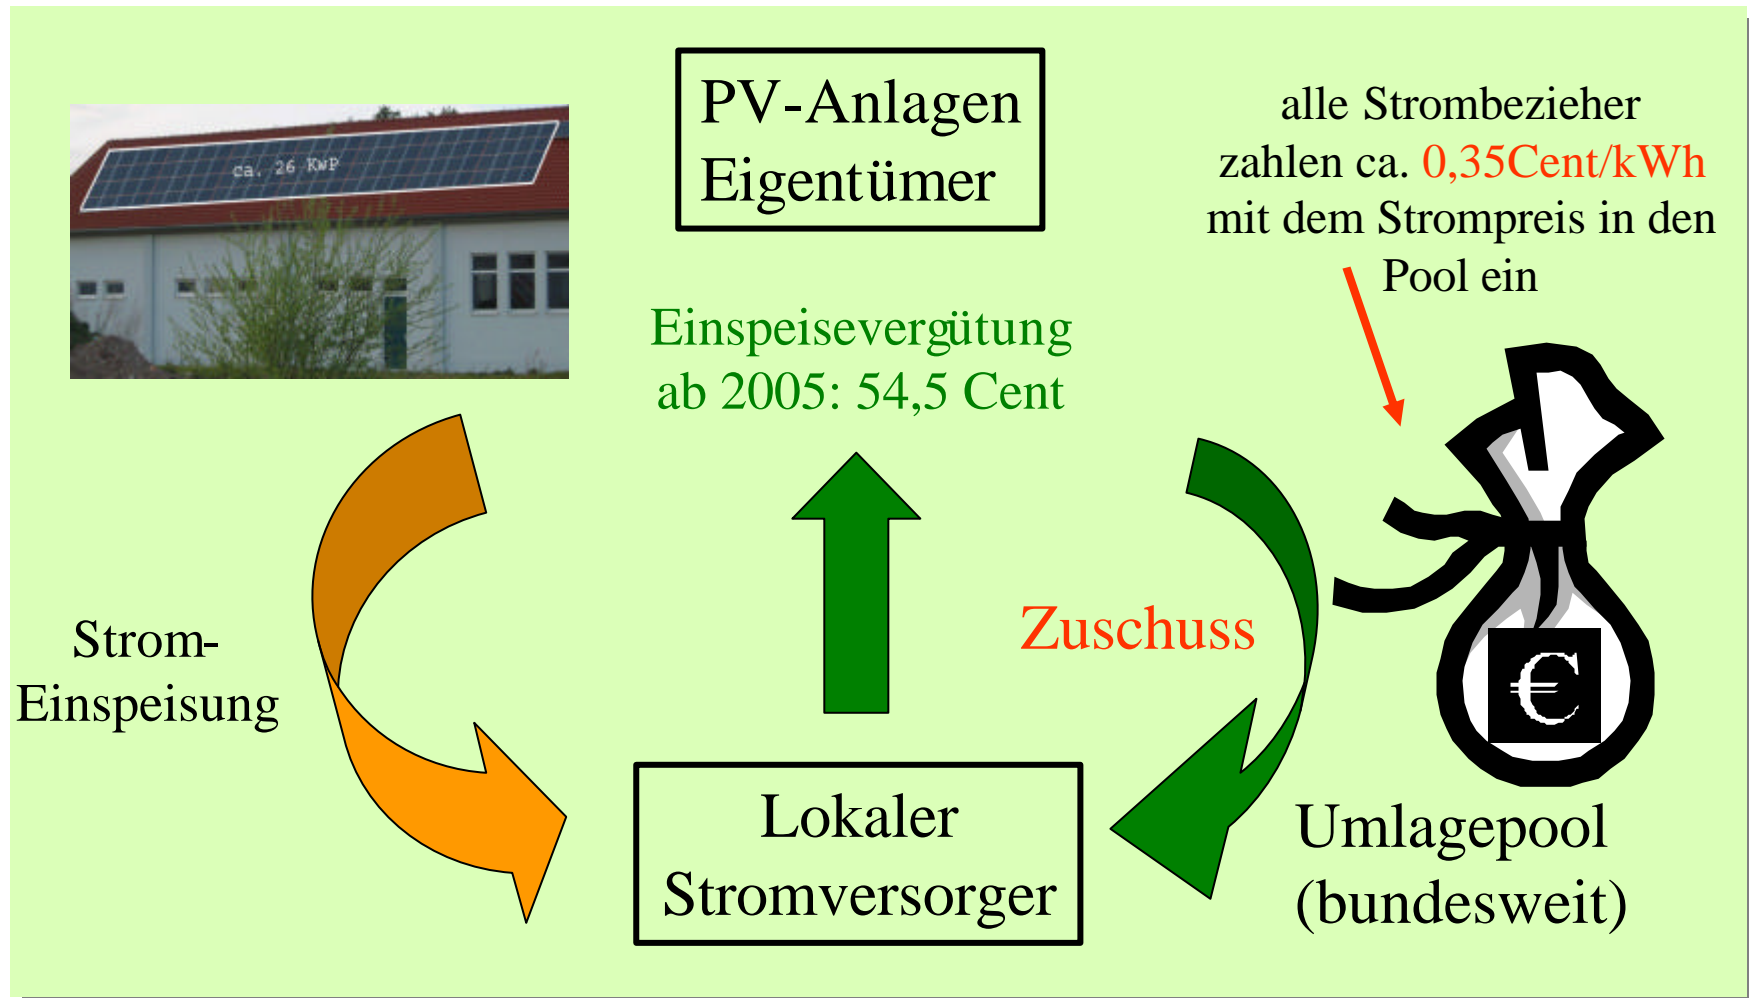 PV-Anlagen
Eigentümer
ca. 26 KWP
alle Strombezieher
zahlen ca. 0,35Cent/kWh
mit dem Strompreis in den
Pool ein
Einspeisevergütung
ab 2005: 54,5 Cent
Strom-
Einspeisung
Zuschuss
€
Lokaler
Stromversorger
Umlagepool
(bundesweit)